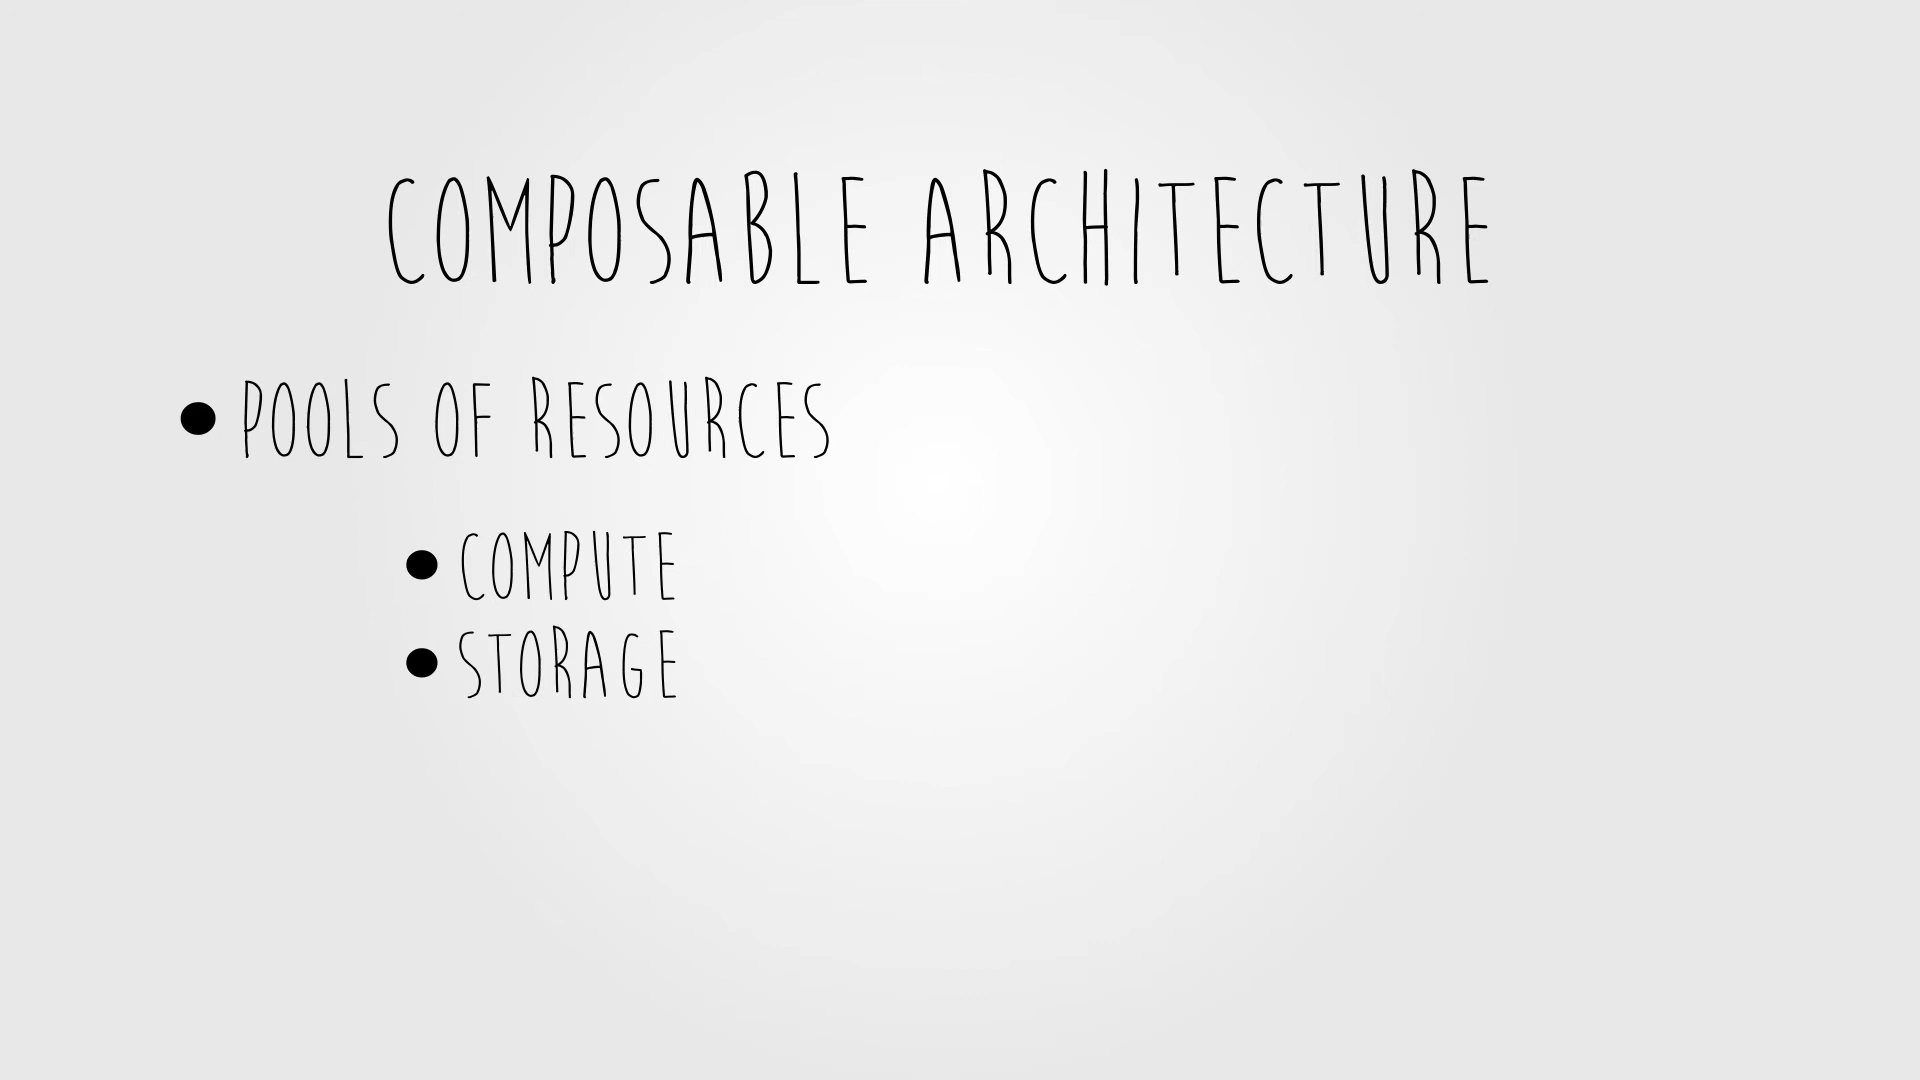 COMPOSABLE ARCHITECTURE
• POOLS OF RESOURCES
• COMPUTE
• STORAGE